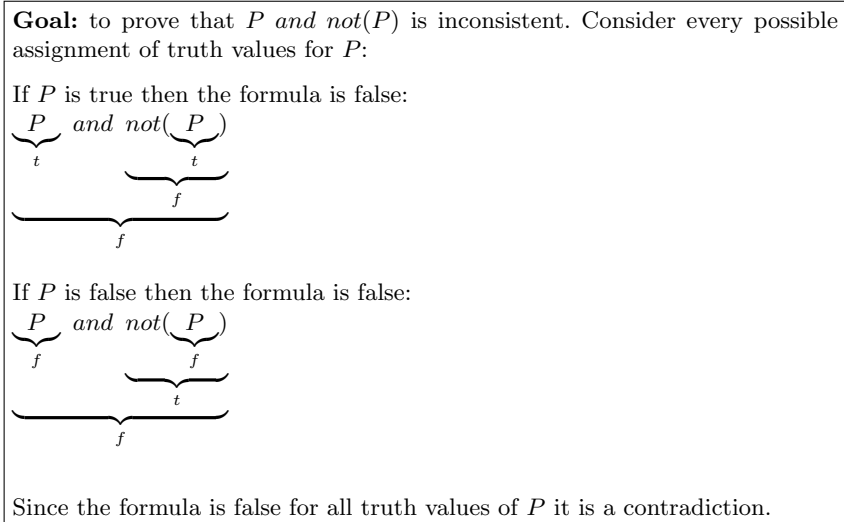 Goal: to prove that P and not(P) is inconsistent. Consider every possible
assignment of truth values for P:
If P is true then the formula is false:
P and not( P )
t t
f
f
If P is false then the formula is false:
P and not( P )
f f
t
f
Since the formula is false for all truth values of P it is a contradiction.